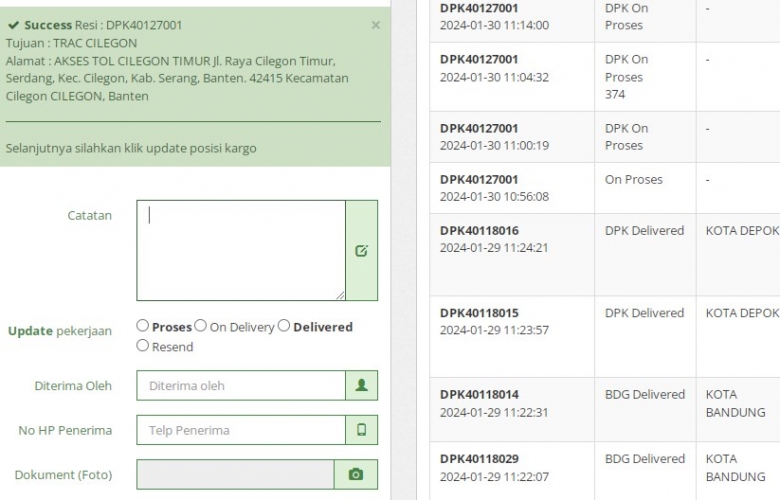 Success Resi : DPK40127001 ×
Tujuan : TRAC CILEGON
Alamat : AKSES TOL CILEGON TIMUR Jl. Raya Cilegon Timur,
Serdang, Kec. Cilegon, Kab. Serang, Banten. 42415 Kecamatan
Cilegon CILEGON, Banten
Selanjutnya silahkan klik update posisi kargo
Catatan
Update pekerjaan
Proses On Delivery Delivered
Resend
Diterima Oleh
Diterima oleh
No HP Penerima
Telp Penerima
Dokument (Foto)
DPK40127001 DPK On -
2024-01-30 11:14:00 Proses
DPK40127001 DPK On -
2024-01-30 11:04:32 Proses
374
DPK40127001 DPK On -
2024-01-30 11:00:19 Proses
DPK40127001 On Proses -
2024-01-30 10:56:08
DPK40118016 DPK Delivered KOTA DEPOK
2024-01-29 11:24:21
DPK40118015 DPK Delivered KOTA DEPOK
2024-01-29 11:23:57
DPK40118014 BDG Delivered KOTA
2024-01-29 11:22:31 BANDUNG
DPK40118029 BDG Delivered KOTA
2024-01-29 11:22:07 BANDUNG